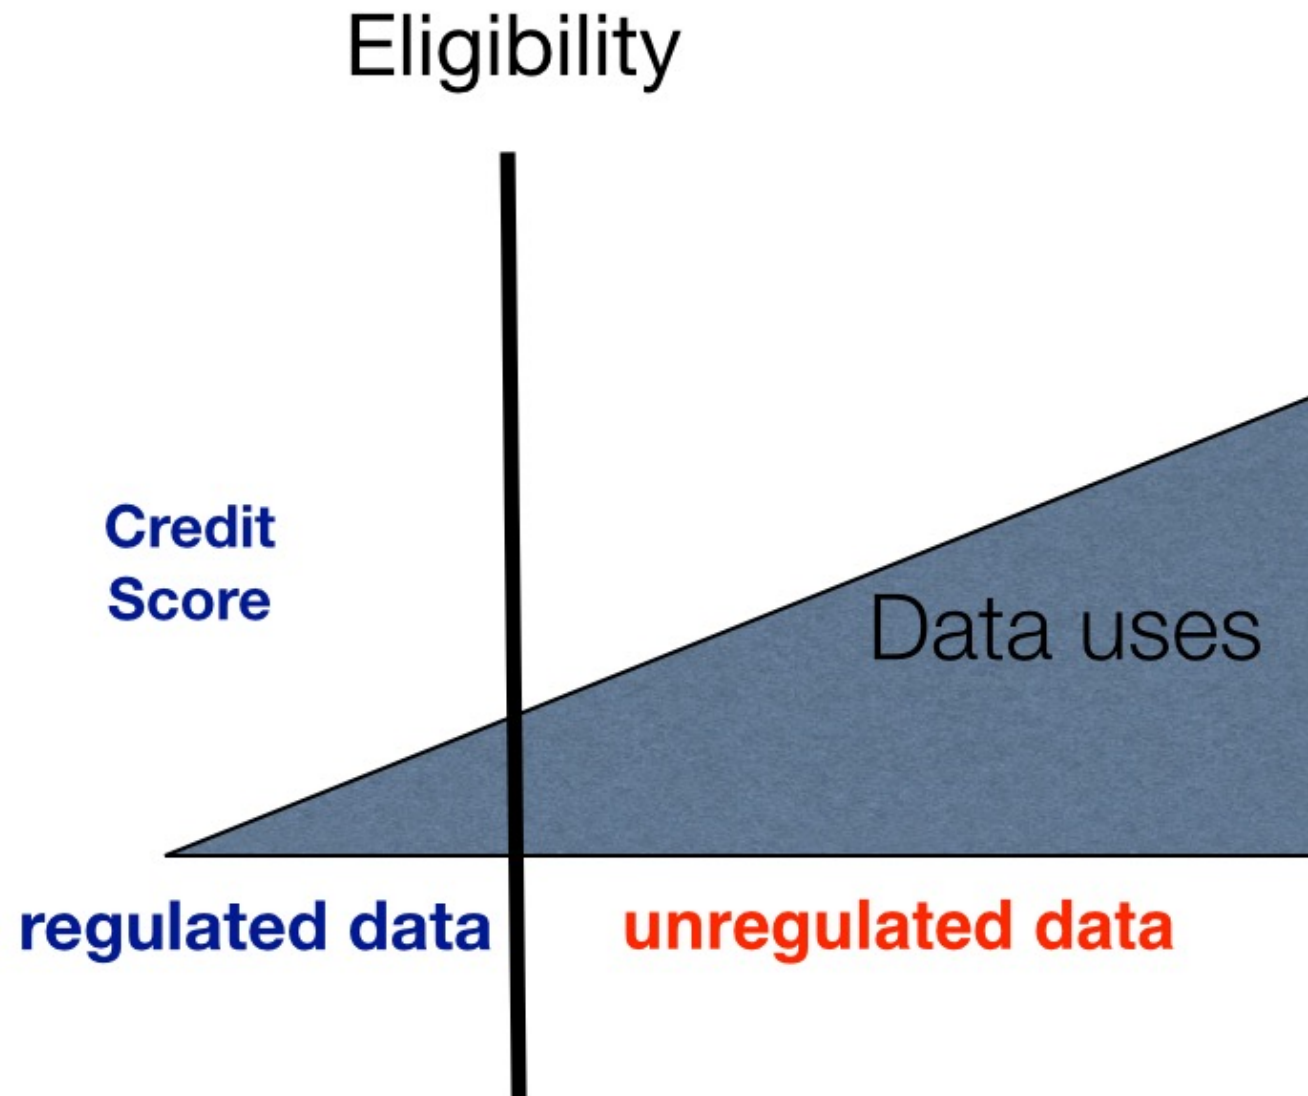 Eligibility
Credit
Score
Data uses
regulated data
unregulated data